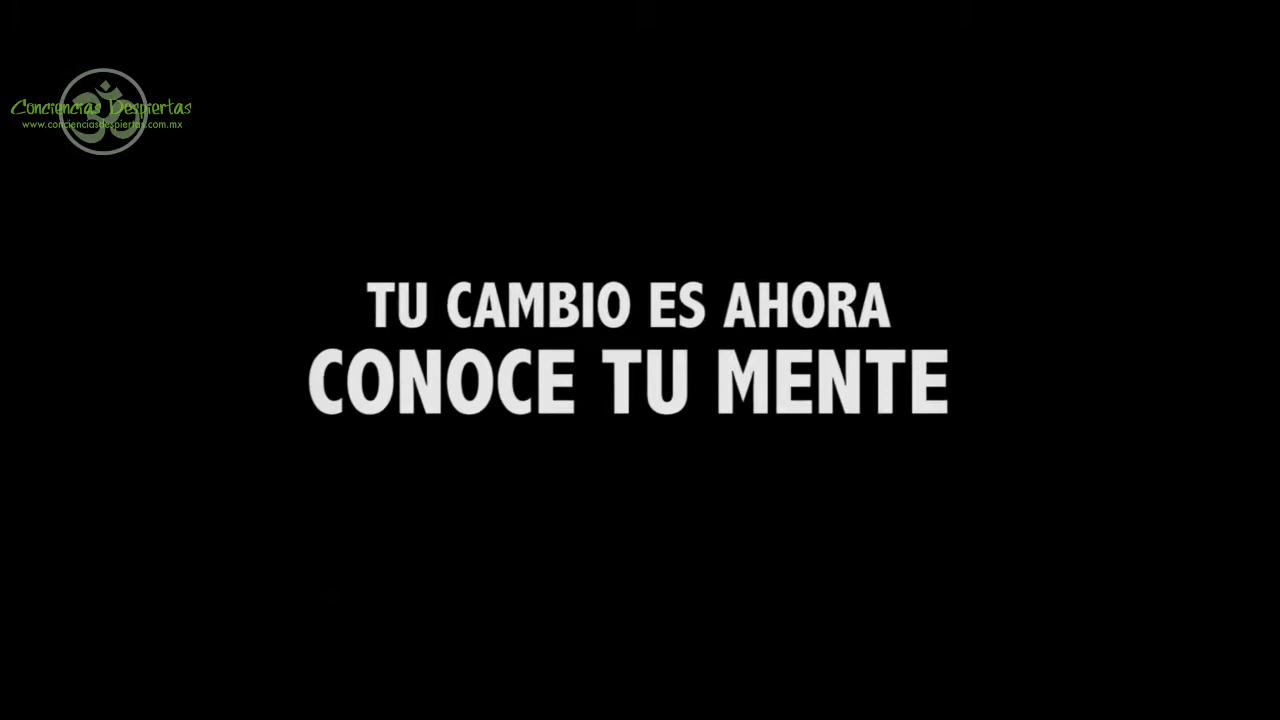 Conciencias Despiertas
www.concienciasdespiertas.com.mx
TU CAMBIO ES AHORA
CONOCE TU MENTE